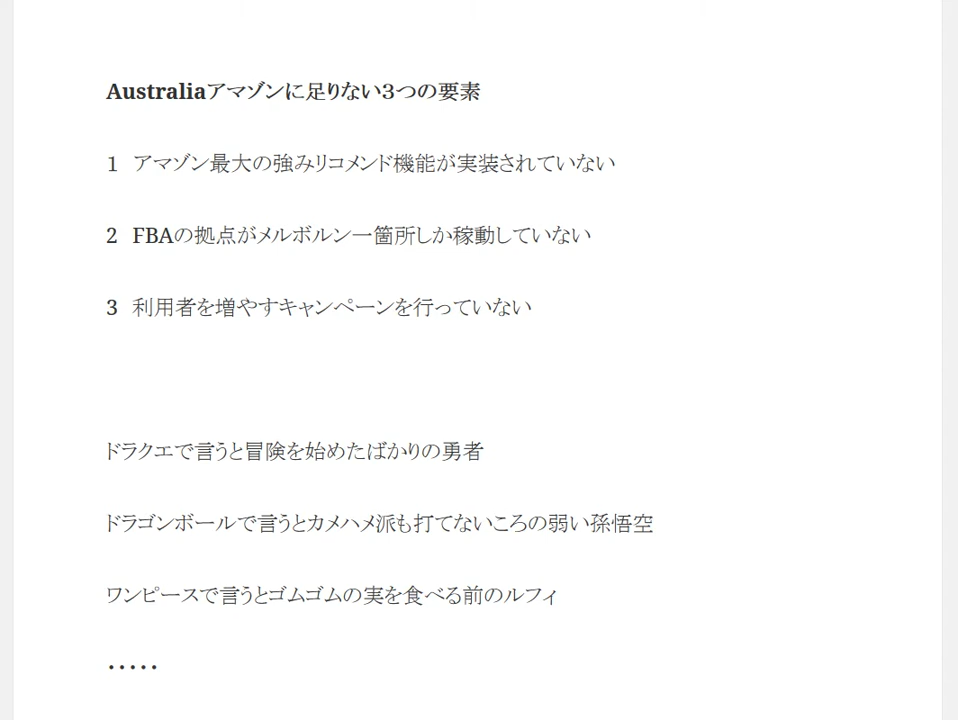 Australiaアマゾンに足りない３つの要素
１ アマゾン最大の強みリコメンド機能が実装されていない
2 FBAの拠点がメルボルン一箇所しか稼動していない
3 利用者を増やすキャンペーンを行っていない
ドラクエで言うと冒険を始めたばかりの勇者
ドラゴンボールで言うとカメハメ派も打てないころの弱い孫悟空
ワンピースで言うとゴムゴムの実を食べる前のルフィ
・・・・・